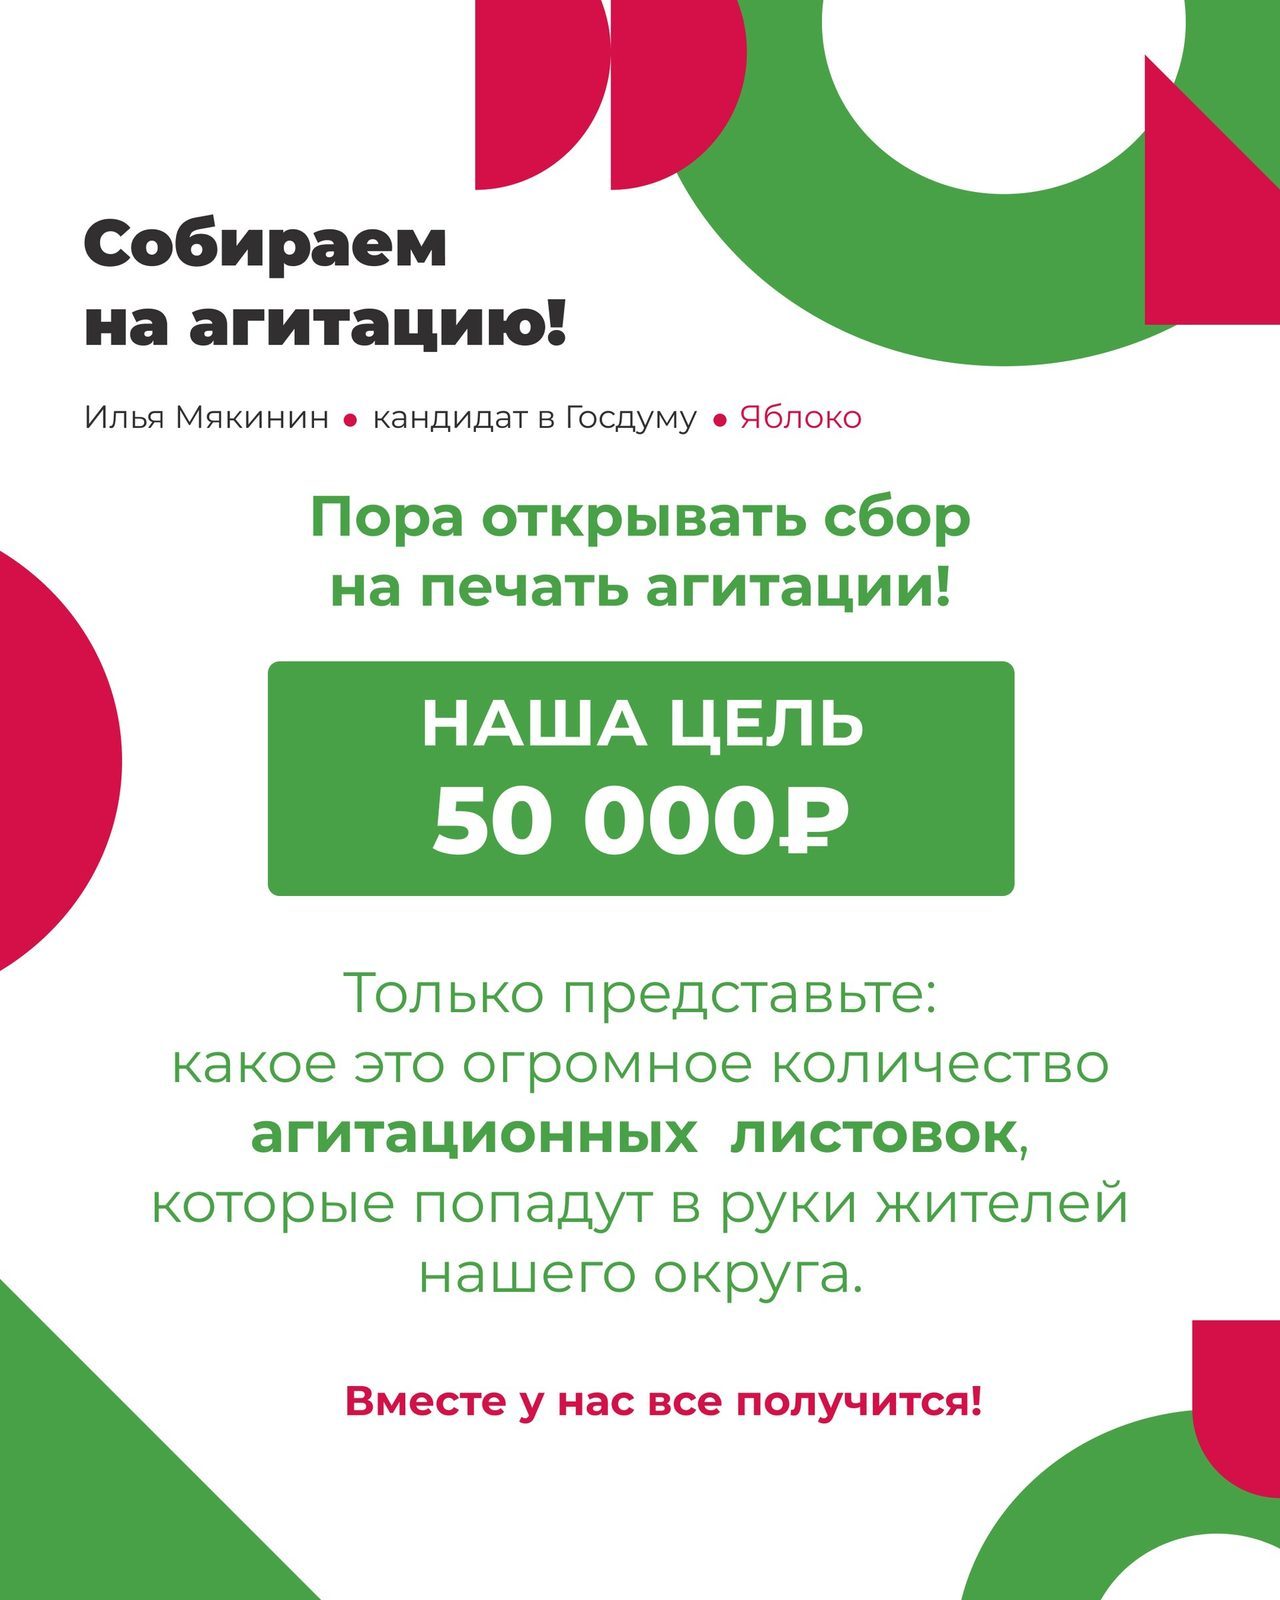 Собираем
на агитацию!
Илья Мякинин • кандидат в Госдуму • Яблоко
Пора открывать сбор
на печать агитации!
НАША ЦЕЛЬ
50 000₽
Только представьте:
какое это огромное количество
агитационных листовок,
которые попадут в руки жителей
нашего округа.
Вместе у нас все получится!